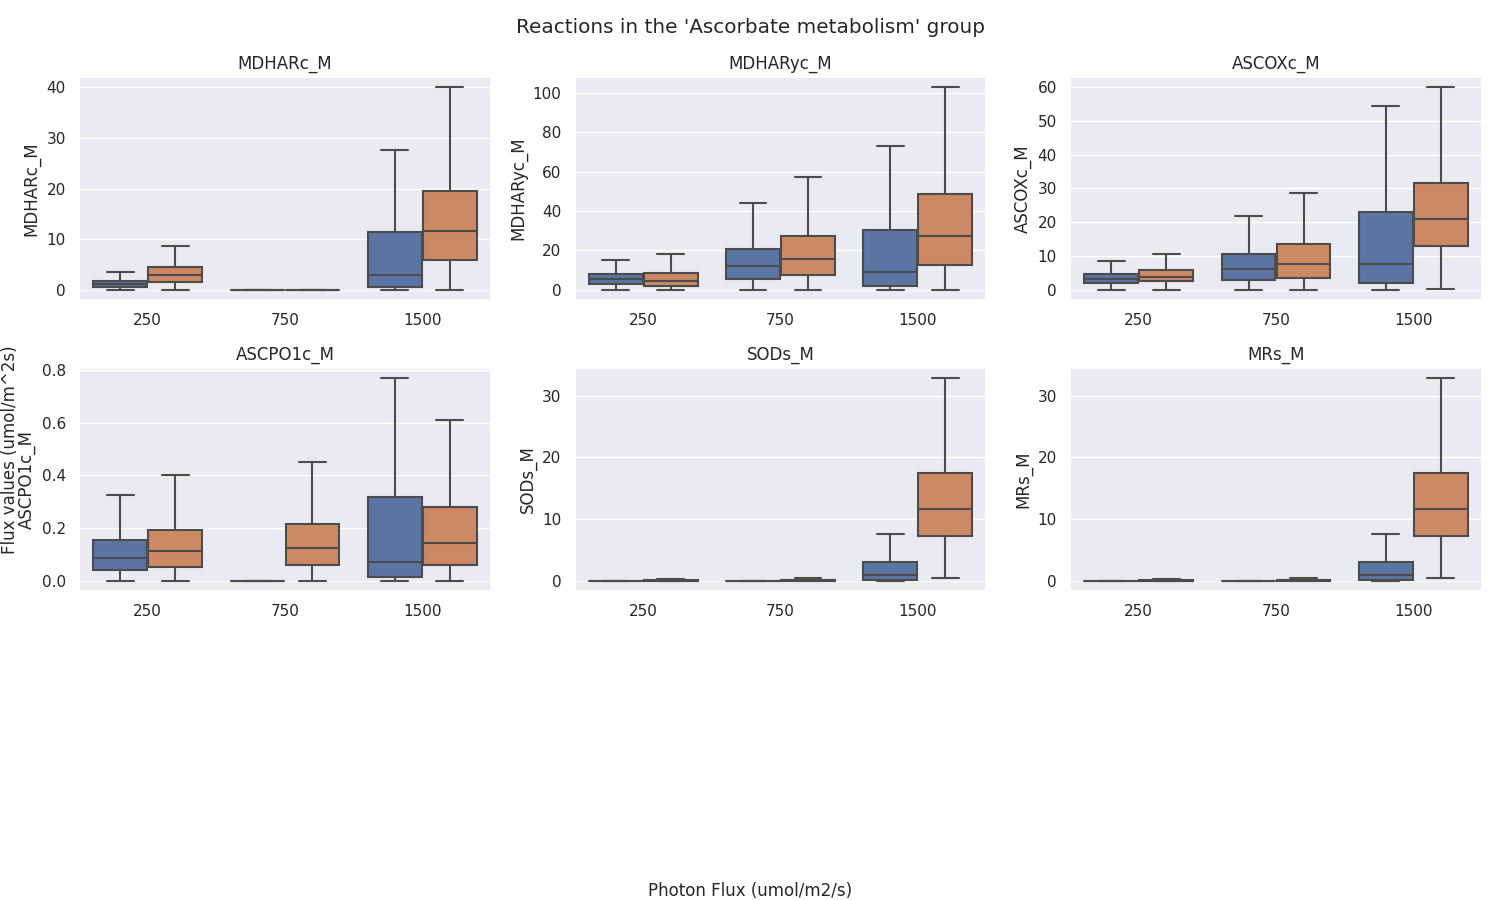 Reactions in the 'Ascorbate metabolism' group
MDHARc_M
MDHARc_M
40
30
20
10
0
250 750 1500
MDHARyc_M
MDHARyc_M
100
80
60
40
20
0
250 750 1500
ASCOXc_M
ASCOXc_M
60
50
40
30
20
10
0
250 750 1500
Flux values (umol/m^2s)
ASCPO1c_M
ASCPO1c_M
0.8
0.6
0.4
0.2
0.0
250 750 1500
SODs_M
SODs_M
30
20
10
0
250 750 1500
MRs_M
MRs_M
30
20
10
0
250 750 1500
Photon Flux (umol/m2/s)